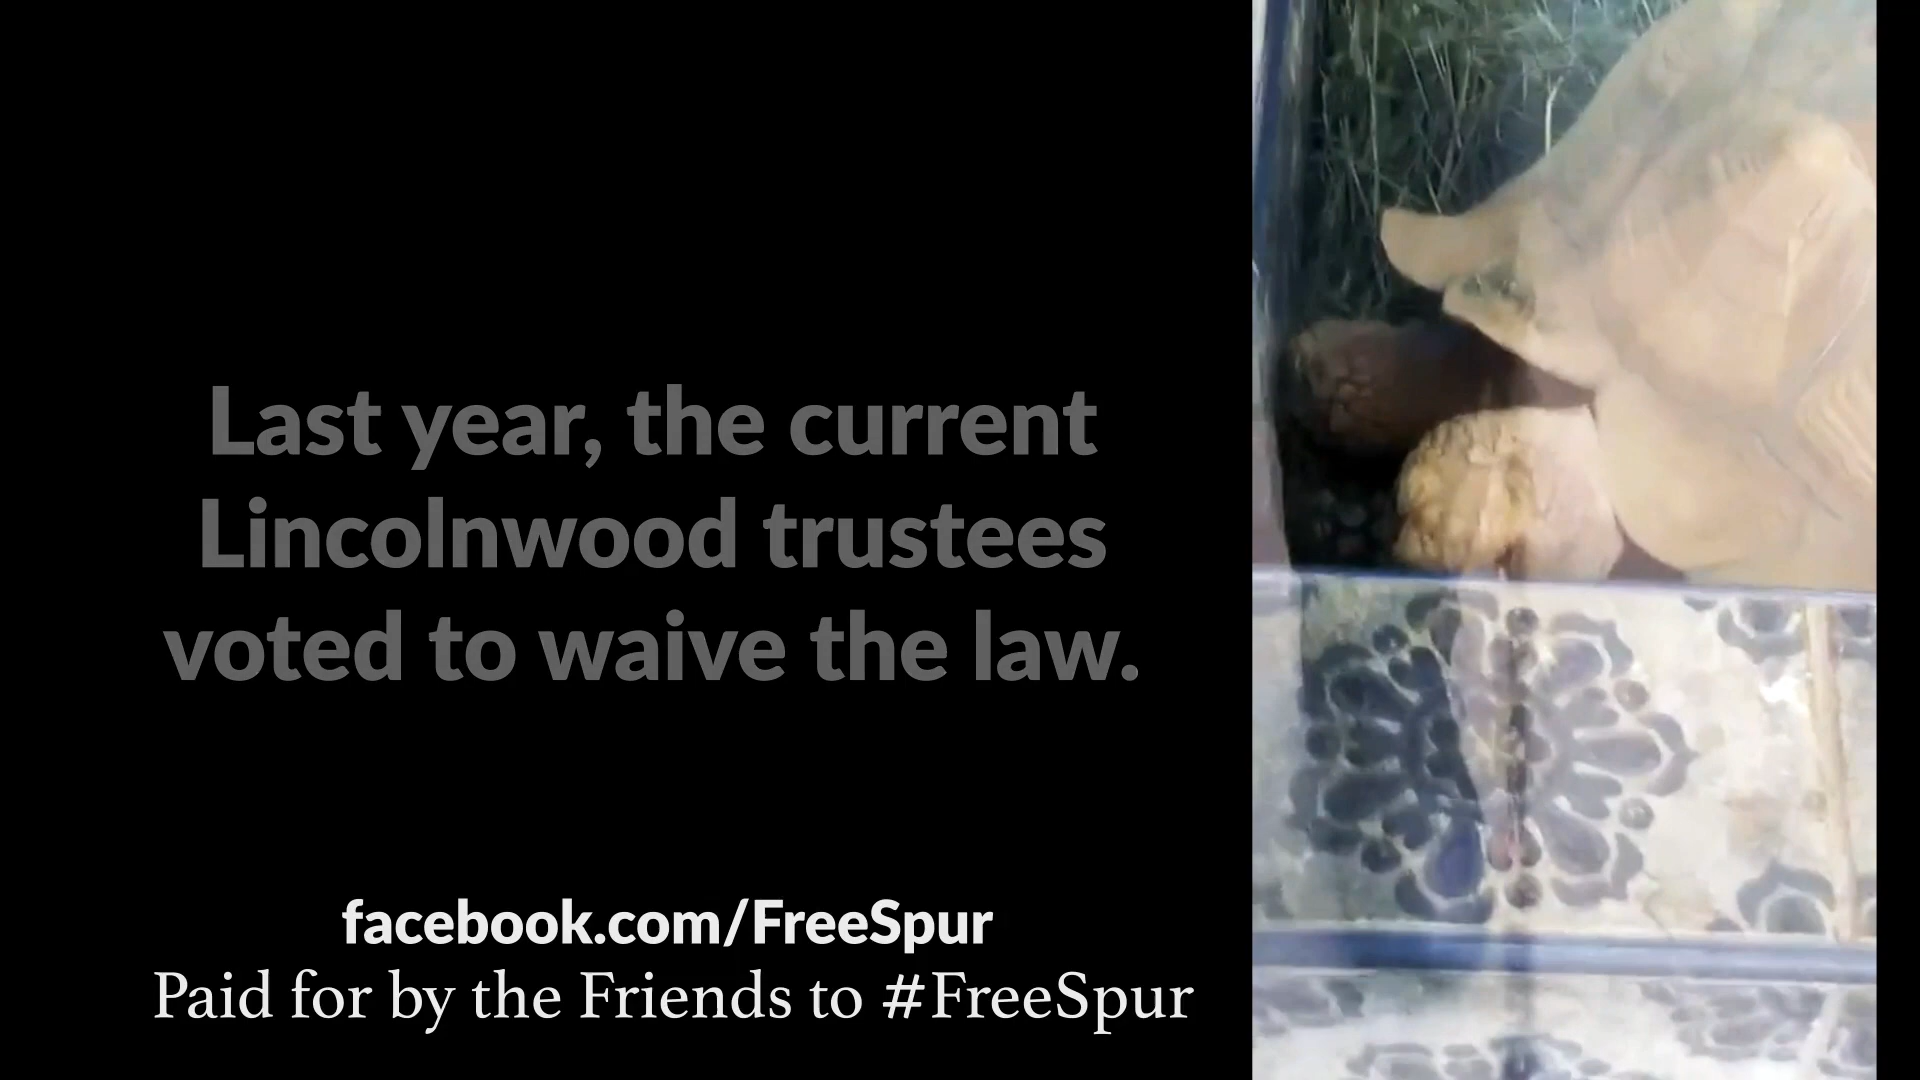 Last year, the current
Lincolnwood trustees
voted to waive the law.
facebook.com/FreeSpur
Paid for by the Friends to #FreeSpur